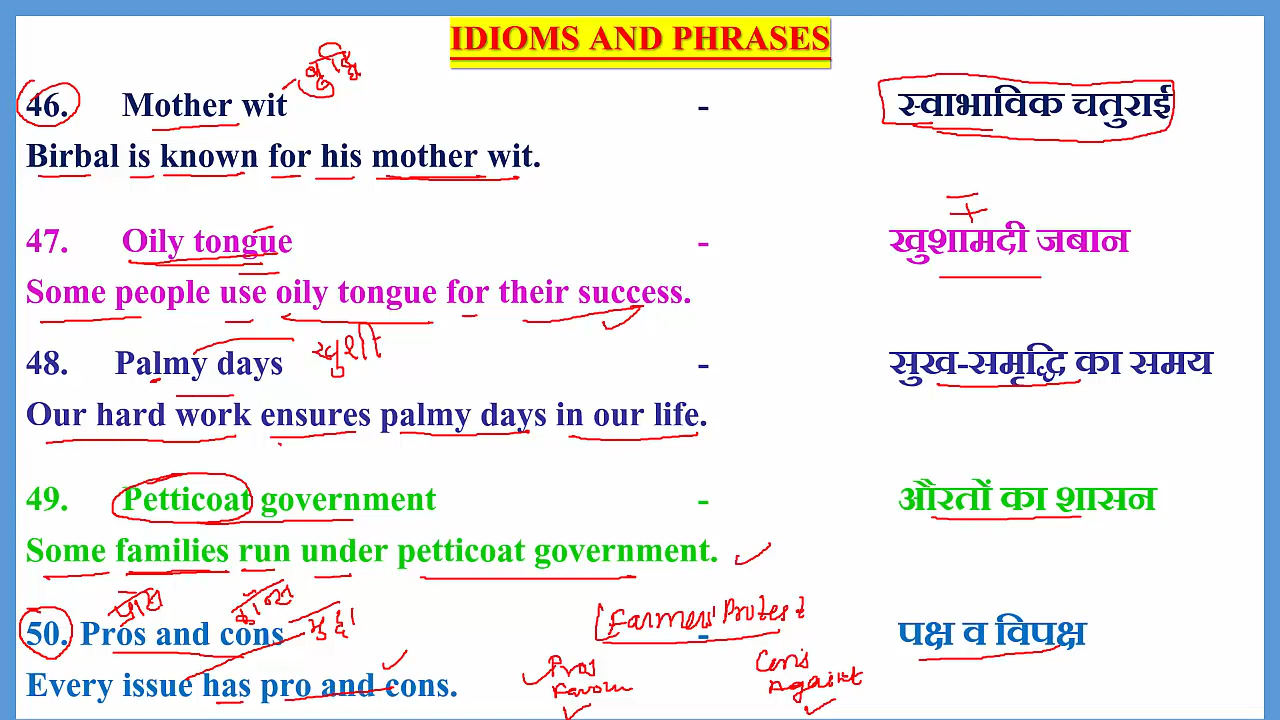 IDIOMS AND PHRASES
बुद्धि
46. Mother wit - स्वाभाविक चतुराई
Birbal is known for his mother wit.
47. Oily tongue - खुशामदी जबान
Some people use oily tongue for their success.
48. Palmy days - सुख-समृद्धि का समय
खुशी
Our hard work ensures palmy days in our life.
49. Petticoat government - औरतों का शासन
Some families run under petticoat government.
50. Pros and cons - पक्ष व विपक्ष
मुद्दा
Farmers' Protest
Every issue has pro and cons.
Pros
Favour
Cons
Against